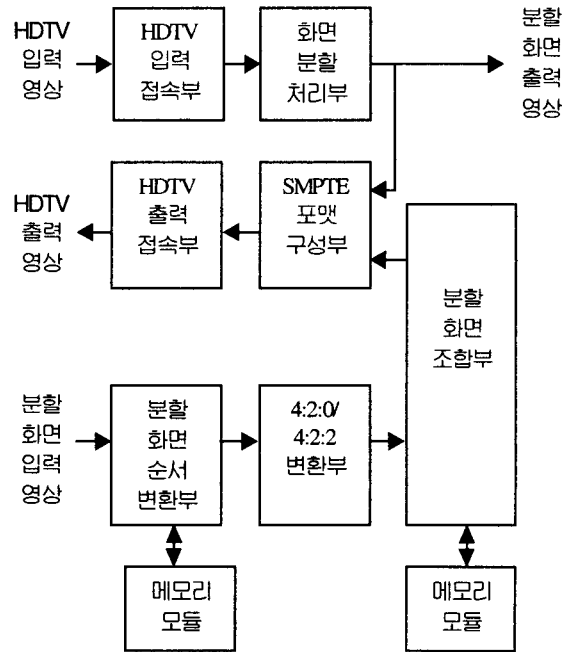 HDTV
입력
영상
HDTV
입력
접속부
화면
분할
처리부
분할
화면
출력
영상
HDTV
출력
영상
HDTV
출력
접속부
SMPTE
포맷
구성부
분할
화면
조합부
분할
화면
입력
영상
분할
화면
순서
변환부
4:2:0/
4:2:2
변환부
메모리
모듈
메모리
모듈